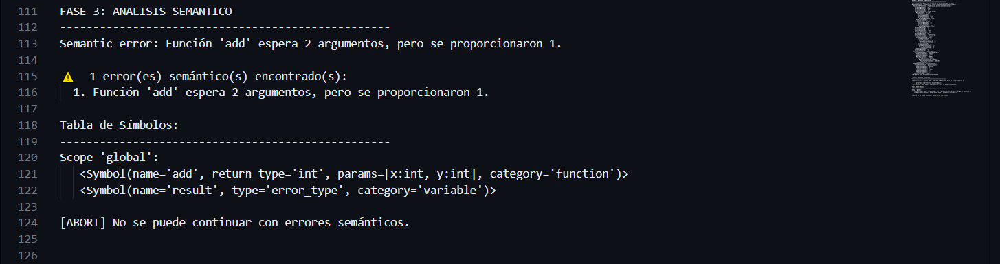 111 FASE 3: ANALISIS SEMANTICO
112 --------------------------------------------------
113 Semantic error: Función 'add' espera 2 argumentos, pero se proporcionaron 1.
114
115 ⚠ 1 error(es) semántico(s) encontrado(s):
116 1. Función 'add' espera 2 argumentos, pero se proporcionaron 1.
117
118 Tabla de Símbolos:
119 --------------------------------------------------
120 Scope 'global':
121 <Symbol(name='add', return_type='int', params=[x:int, y:int], category='function')>
122 <Symbol(name='result', type='error_type', category='variable')>
123
124 [ABORT] No se puede continuar con errores semánticos.
125
126